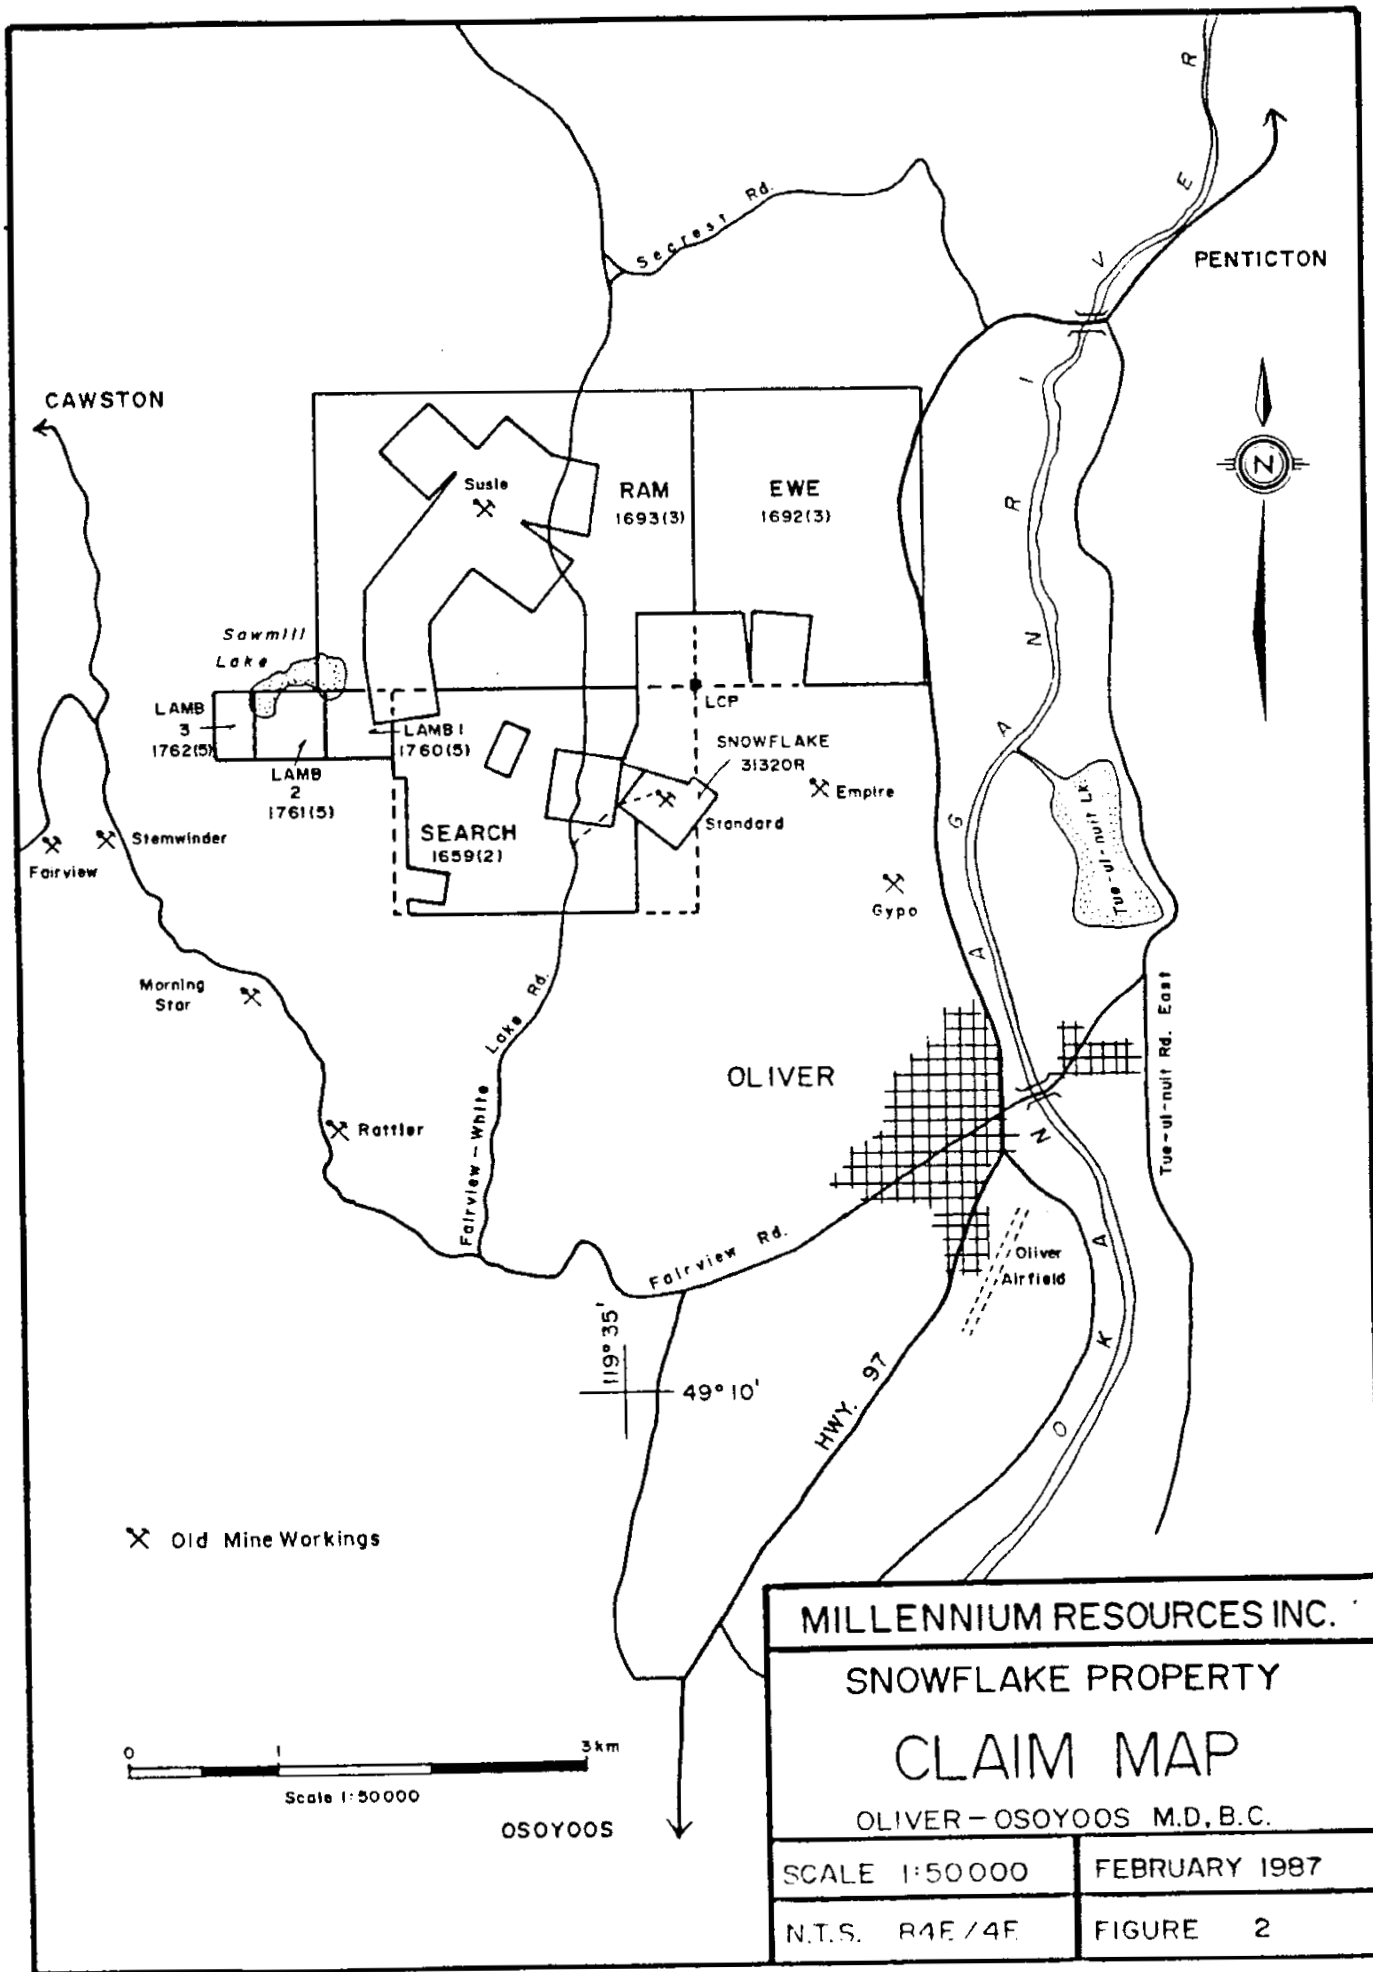 R
E
V
I
R
N
A
G
A
N
A
K
O
PENTICTON
Secrest Rd.
CAWSTON
N
Susie
RAM
1693(3)
EWE
1692(3)
Sawmill
Lake
LAMB
3
1762(5)
LAMB 1
1760(5)
LAMB
2
1761(5)
LCP
SNOWFLAKE
31320R
Standard
Empire
SEARCH
1659(2)
Fairview
Stemwinder
Gypo
Tue-ul-nuit Lk.
Morning
Star
Fairview-White Lake Rd.
OLIVER
Tue-ul-nuit Rd. East
Rattler
Fairview Rd.
Oliver
Airfield
119° 35'
49° 10'
HWY. 97
Old Mine Workings
0 1 3 km
Scale 1:50000
OSOYOOS
MILLENNIUM RESOURCES INC.
SNOWFLAKE PROPERTY
CLAIM MAP
OLIVER-OSOYOOS M.D., B.C.
SCALE 1:50000
FEBRUARY 1987
N.T.S.
FIGURE 2